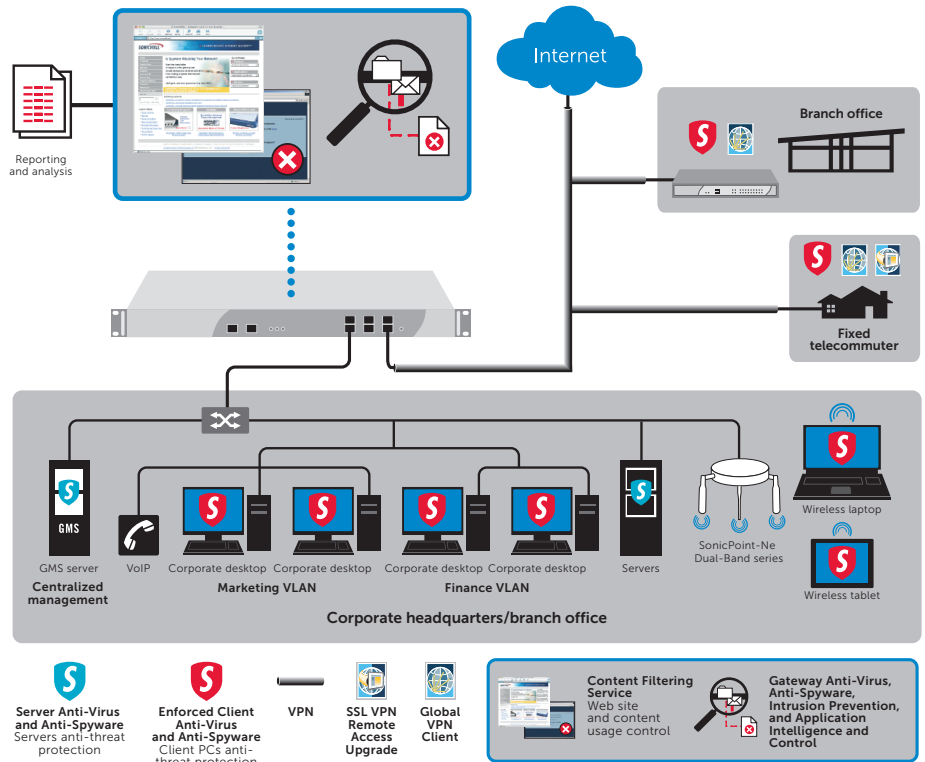 Internet
Branch office
Reporting
and analysis
Fixed
telecommuter
GMS
GMS server
Centralized
management
VoIP
Corporate desktop
Corporate desktop
Marketing VLAN
Corporate desktop
Corporate desktop
Finance VLAN
Servers
SonicPoint-Ne
Dual-Band series
Wireless laptop
Wireless tablet
Corporate headquarters/branch office
Server Anti-Virus
and Anti-Spyware
Servers anti-threat
protection
Enforced Client
Anti-Virus
and Anti-Spyware
Client PCs anti-
threat protection
VPN
SSL VPN
Remote
Access
Upgrade
Global
VPN
Client
Content Filtering
Service
Web site
and content
usage control
Gateway Anti-Virus,
Anti-Spyware,
Intrusion Prevention,
and Application
Intelligence and
Control